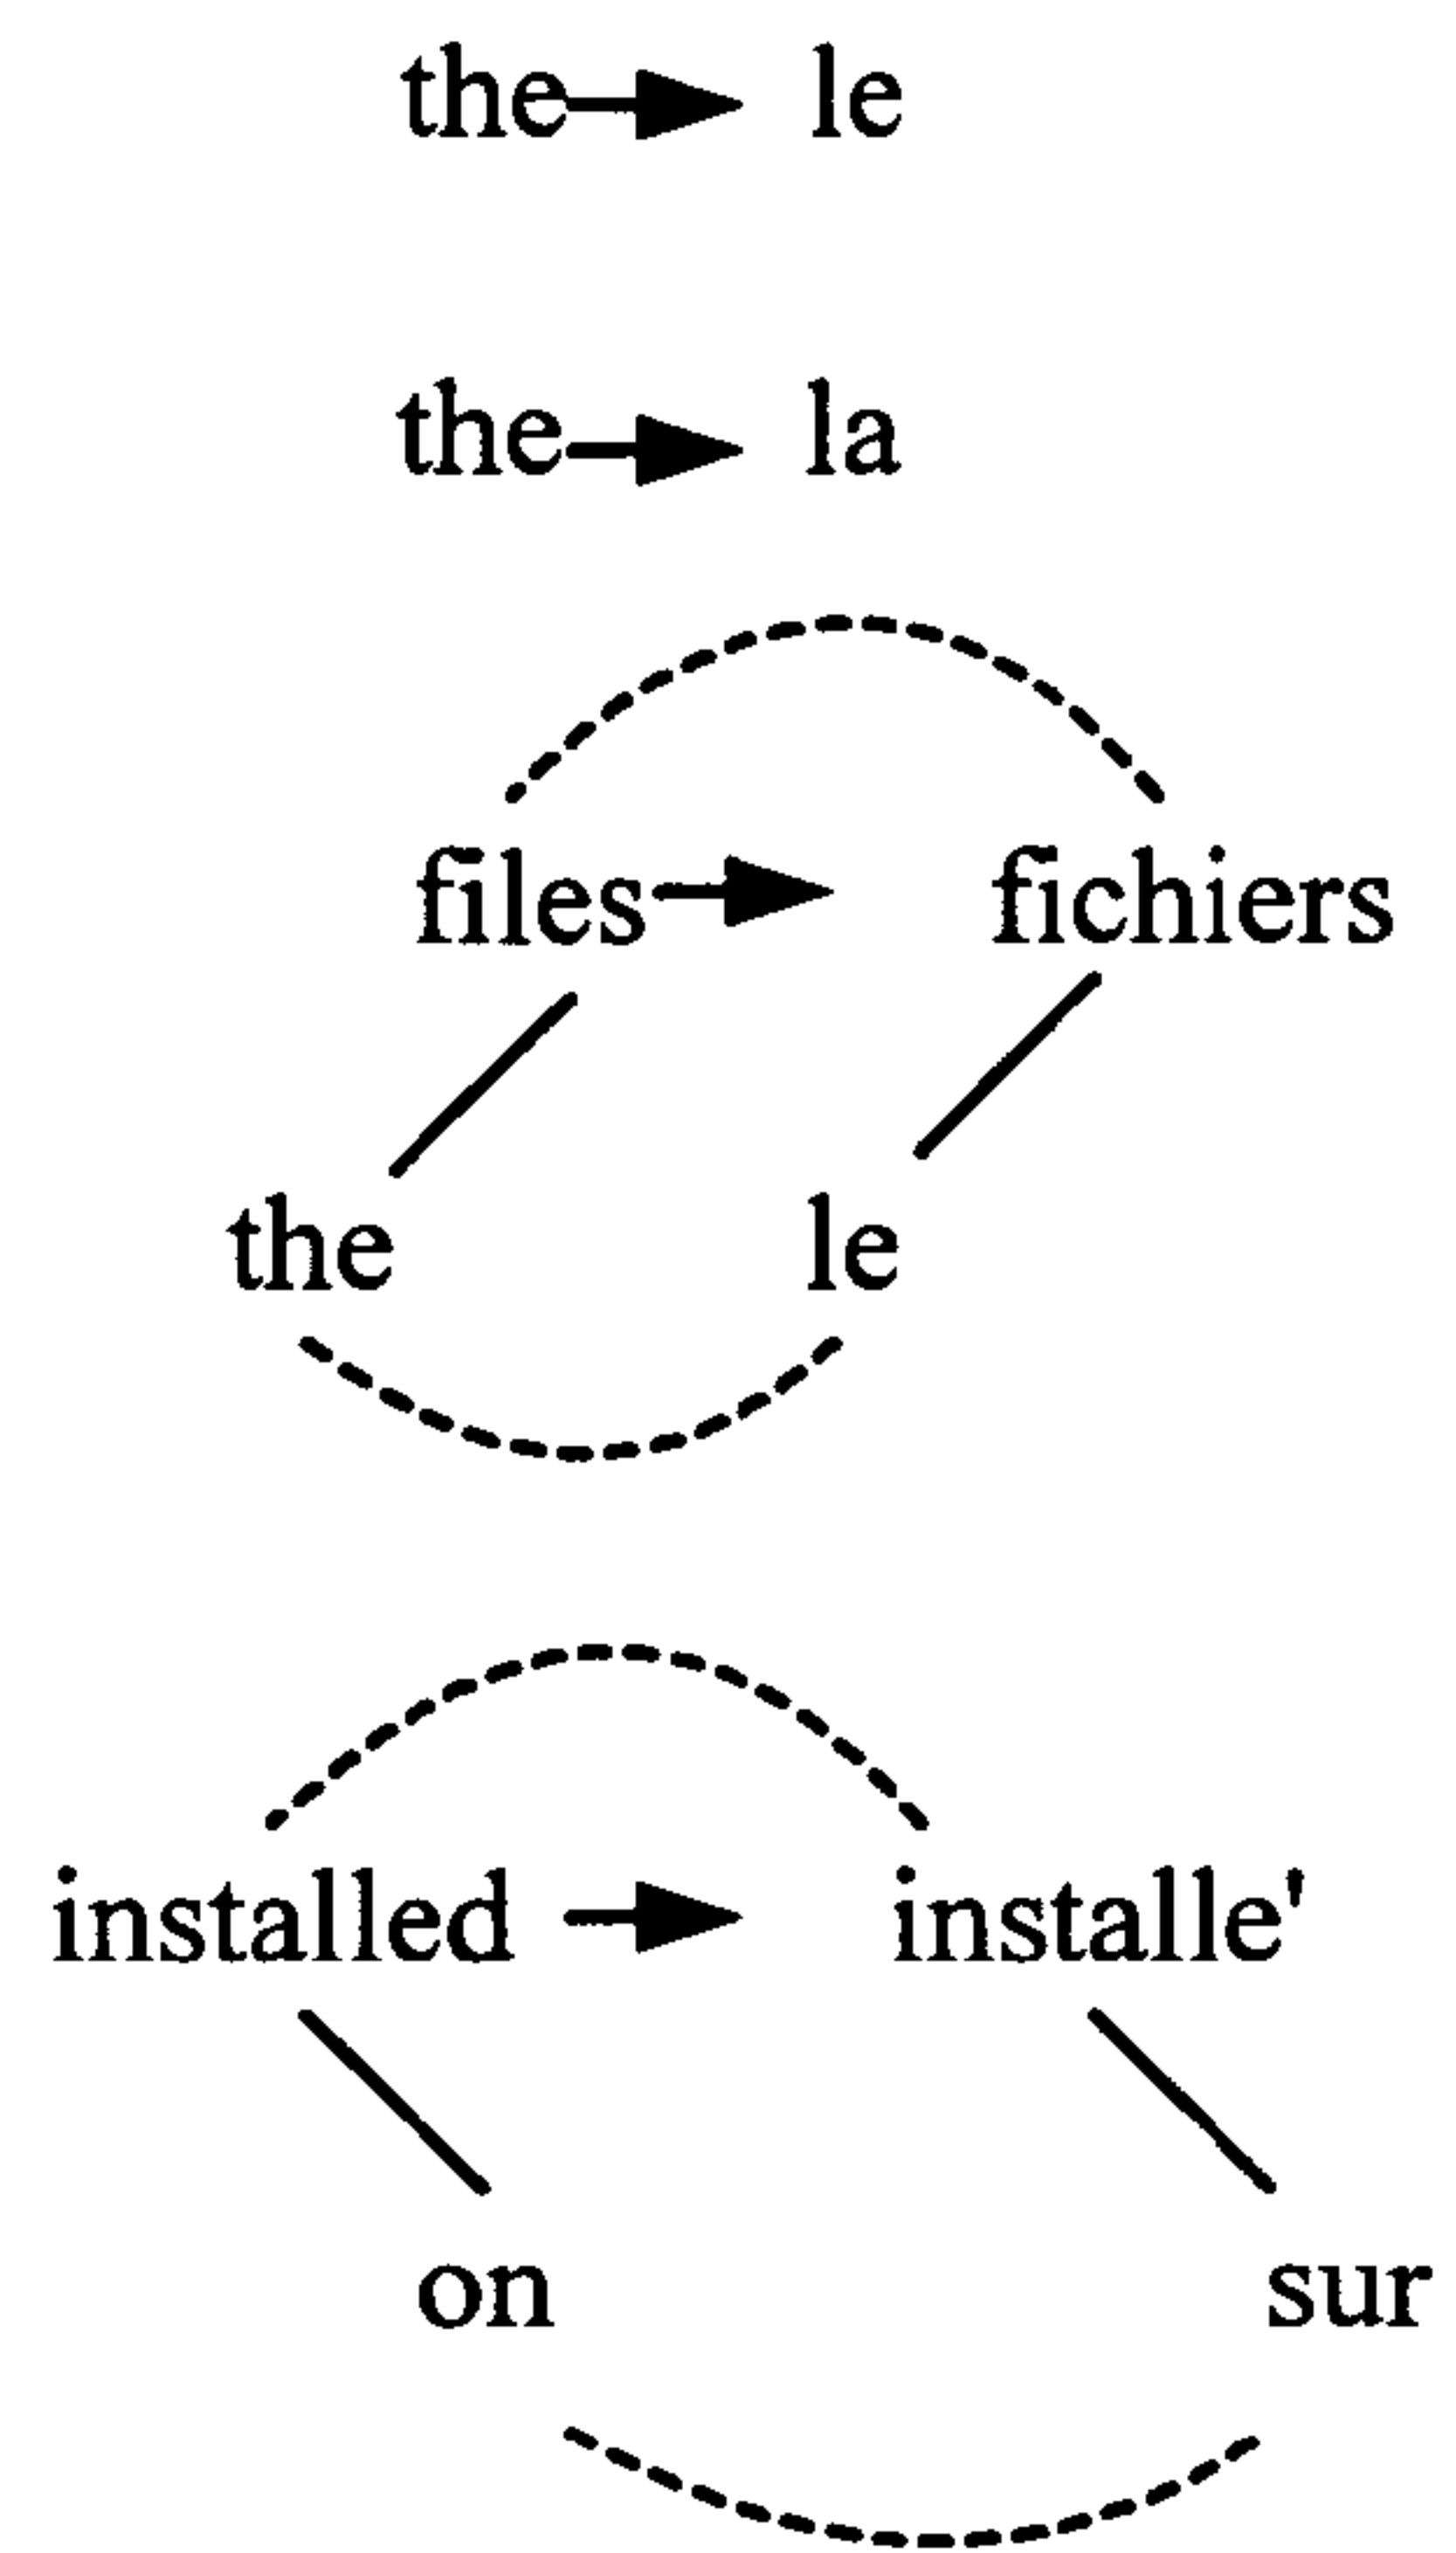 the le
the la
files fichiers
the le
installed installe'
on sur